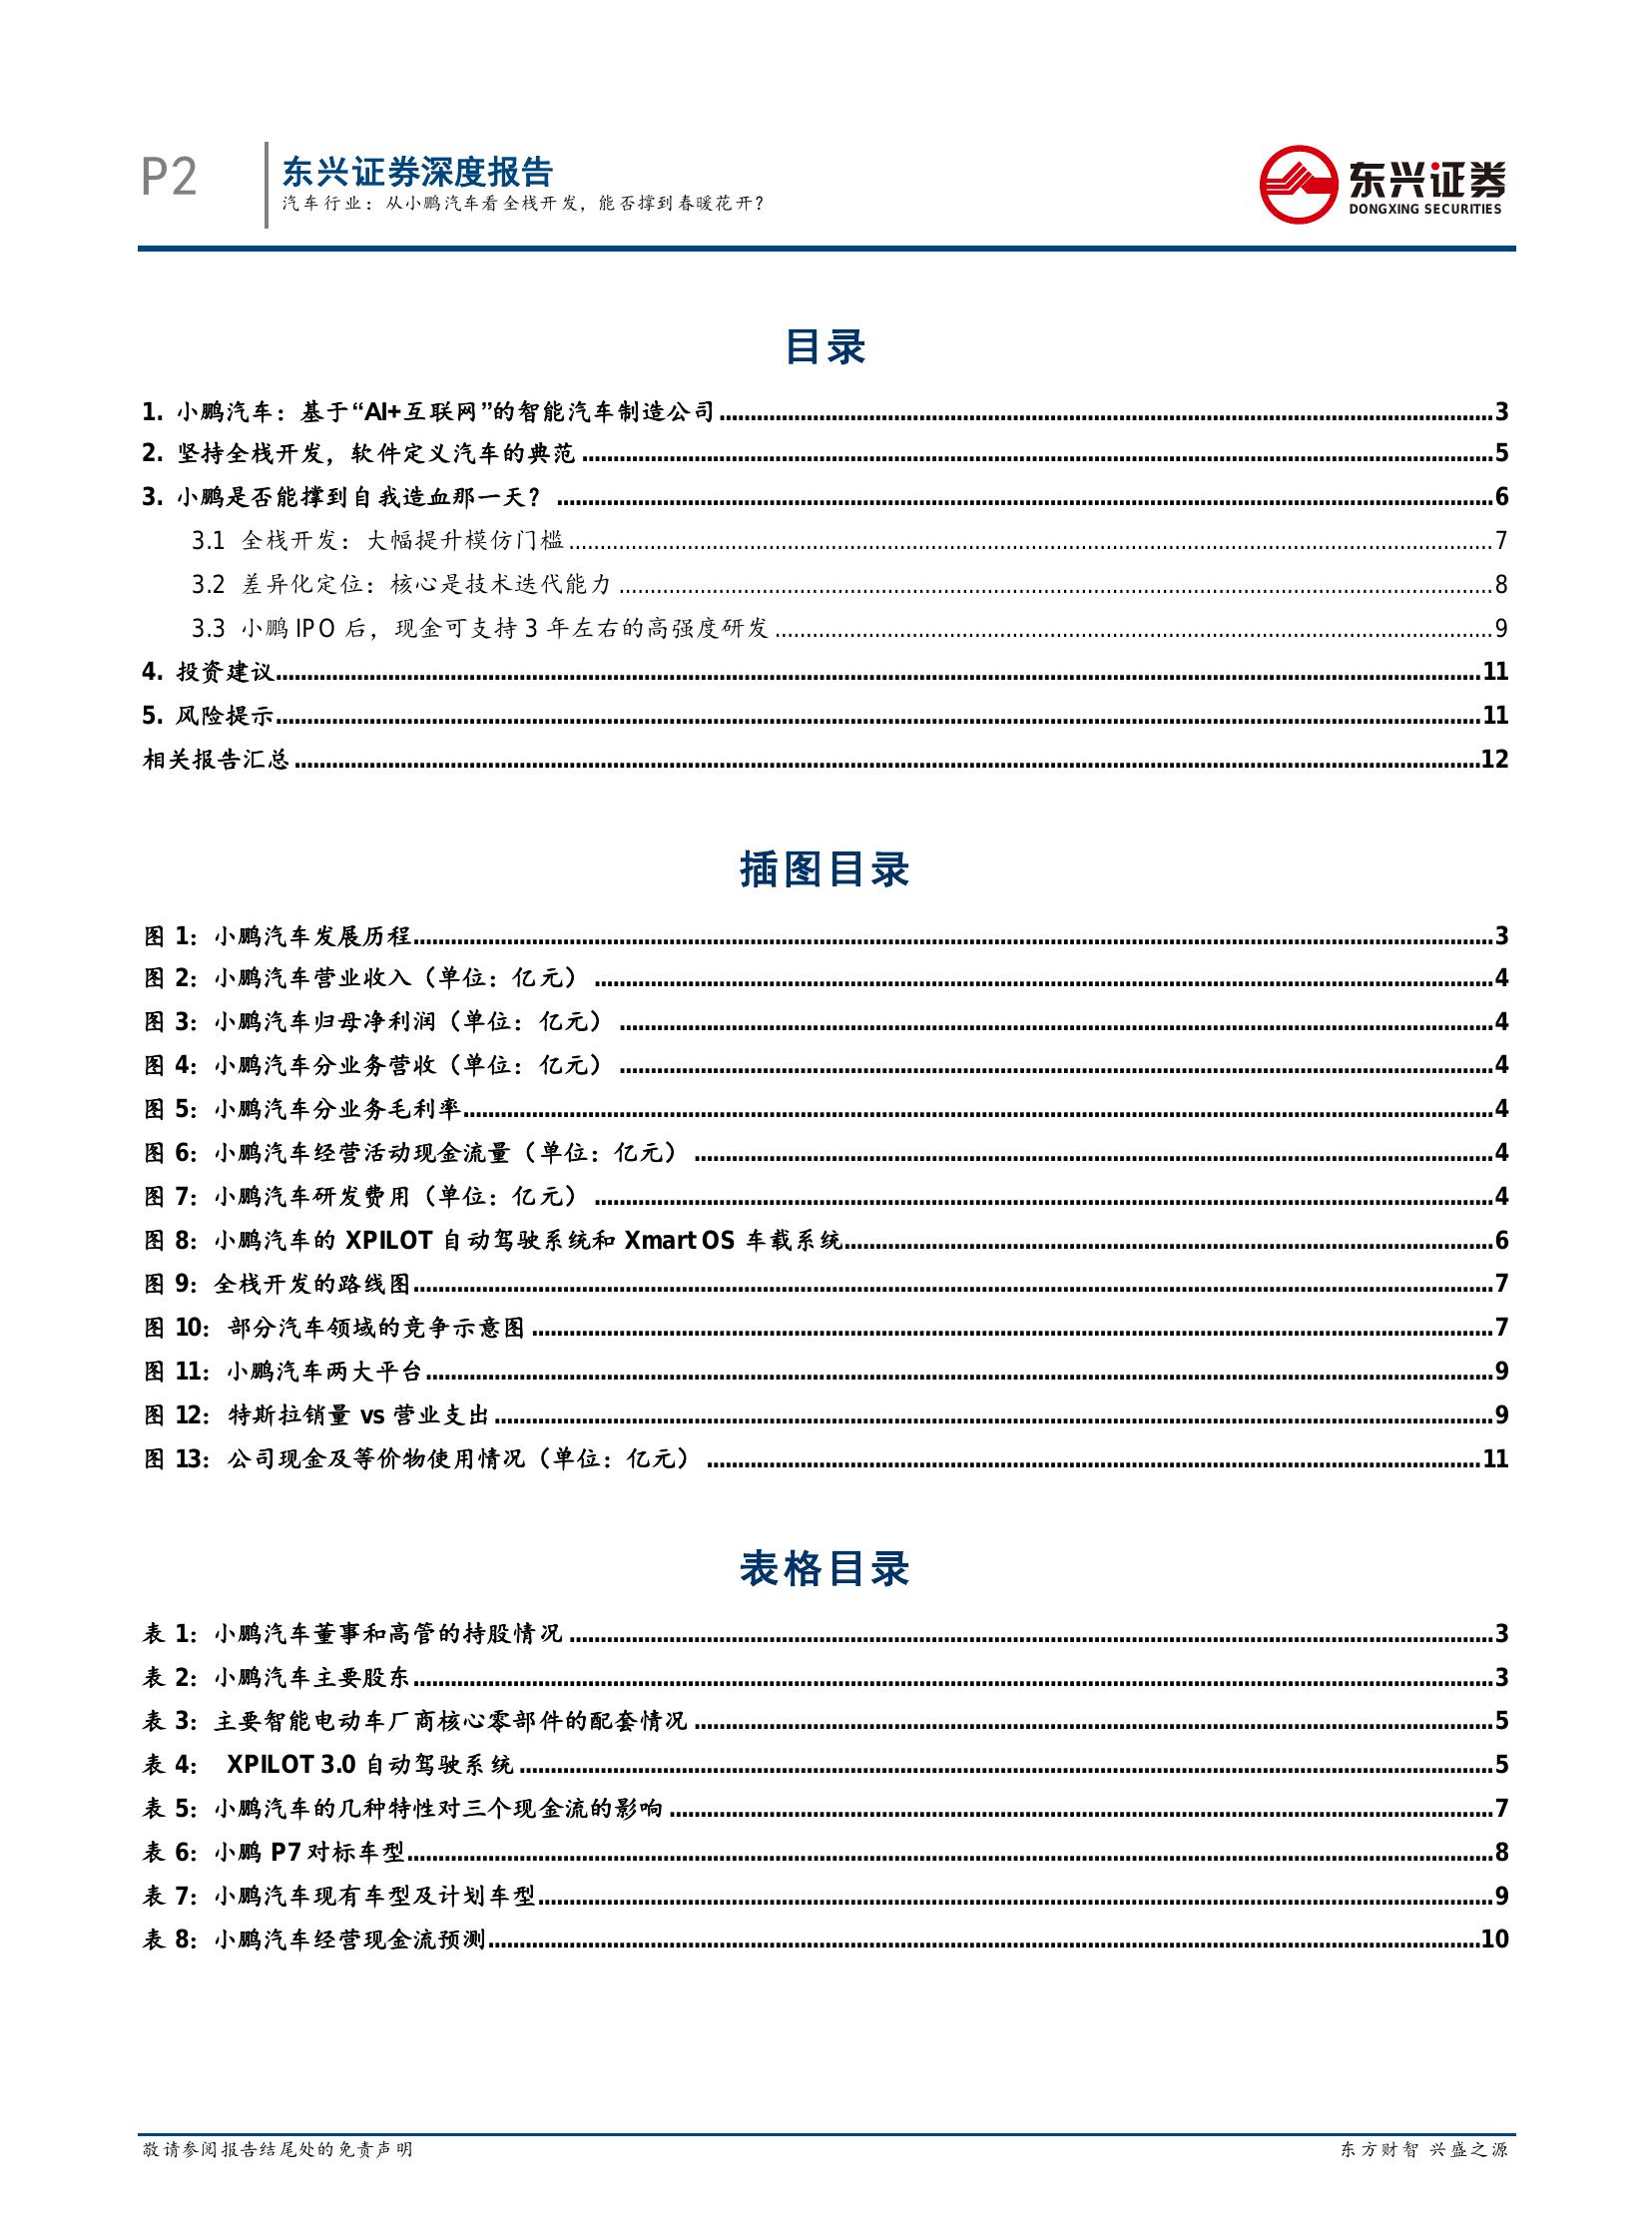 P2
东兴证券深度报告
汽车行业：从小鹏汽车看全栈开发，能否撑到春暖花开？
东兴证券
DONGXING SECURITIES
目录
1. 小鹏汽车：基于“AI+互联网”的智能汽车制造公司........................3
2. 坚持全栈开发，软件定义汽车的典范........................5
3. 小鹏是否能撑到自我造血那一天？........................6
3.1 全栈开发：大幅提升模仿门槛........................7
3.2 差异化定位：核心是技术迭代能力........................8
3.3 小鹏 IPO 后，现金可支持 3 年左右的高强度研发........................9
4. 投资建议........................11
5. 风险提示........................11
相关报告汇总........................12
插图目录
图 1：小鹏汽车发展历程........................3
图 2：小鹏汽车营业收入（单位：亿元）........................4
图 3：小鹏汽车归母净利润（单位：亿元）........................4
图 4：小鹏汽车分业务营收（单位：亿元）........................4
图 5：小鹏汽车分业务毛利率........................4
图 6：小鹏汽车经营活动现金流量（单位：亿元）........................4
图 7：小鹏汽车研发费用（单位：亿元）........................4
图 8：小鹏汽车的 XPILOT 自动驾驶系统和 Xmart OS 车载系统........................6
图 9：全栈开发的路线图........................7
图 10：部分汽车领域的竞争示意图........................7
图 11：小鹏汽车两大平台........................9
图 12：特斯拉销量 vs 营业支出........................9
图 13：公司现金及等价物使用情况（单位：亿元）........................11
表格目录
表 1：小鹏汽车董事和高管的持股情况........................3
表 2：小鹏汽车主要股东........................3
表 3：主要智能电动车厂商核心零部件的配套情况........................5
表 4： XPILOT 3.0 自动驾驶系统........................5
表 5：小鹏汽车的几种特性对三个现金流的影响........................7
表 6：小鹏 P7 对标车型........................8
表 7：小鹏汽车现有车型及计划车型........................9
表 8：小鹏汽车经营现金流预测........................10
敬请参阅报告结尾处的免责声明
东方财智 兴盛之源